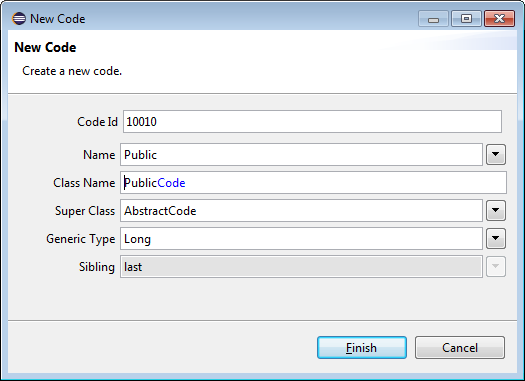 New Code
New Code
Create a new code.
Code Id 10010
Name Public
Class Name PublicCode
Super Class AbstractCode
Generic Type Long
Sibling last
Finish Cancel